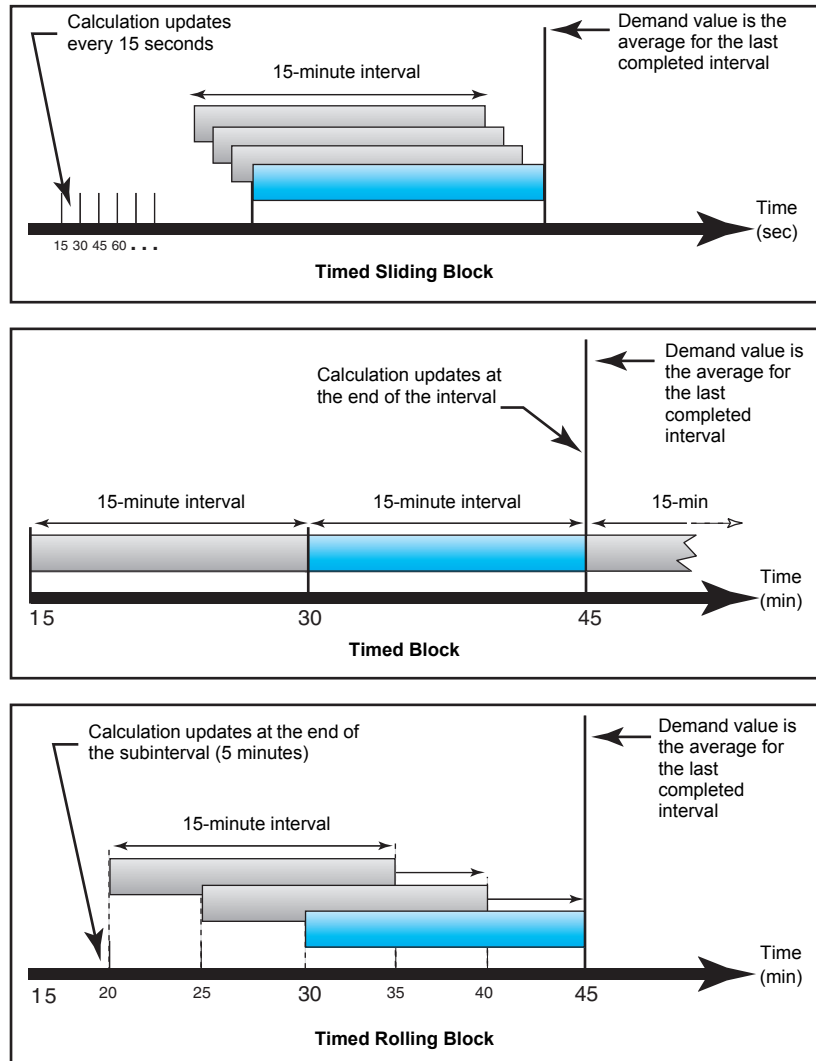 Calculation updates
every 15 seconds
Demand value is the
average for the last
completed interval
15-minute interval
Time
(sec)
15 30 45 60 . . .
Timed Sliding Block
Demand value is
the average for
the last
completed
interval
Calculation updates at
the end of the interval
15-minute interval 15-minute interval 15-min
Time
(min)
15 30 45
Timed Block
Calculation updates at the end of
the subinterval (5 minutes)
Demand value is
the average for
the last
completed
interval
15-minute interval
Time
(min)
15 20 25 30 35 40 45
Timed Rolling Block